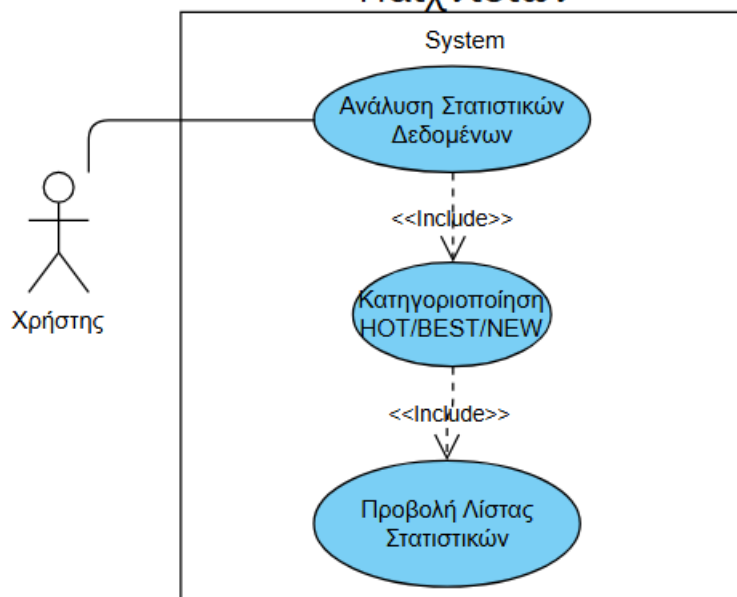 System
Ανάλυση Στατιστικών
Δεδομένων
<<Include>>
Χρήστης
Κατηγοριοποίηση
HOT/BEST/NEW
<<Include>>
Προβολή Λίστας
Στατιστικών